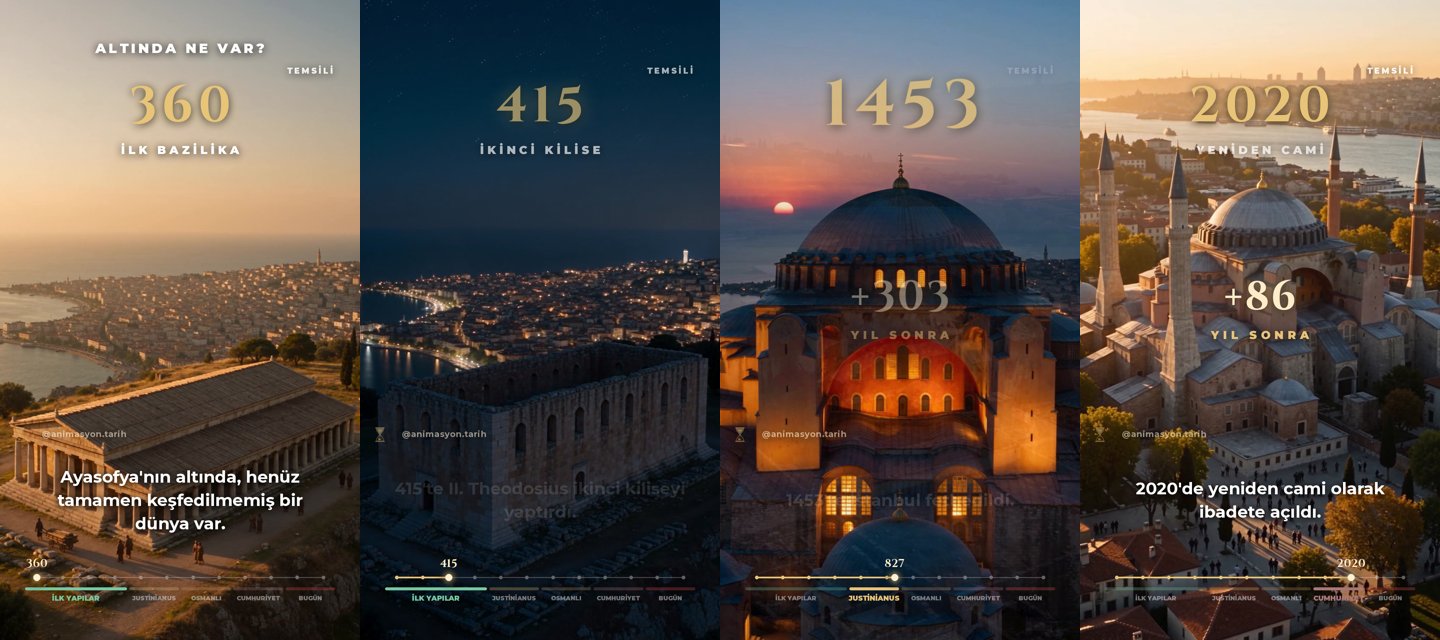 ALTINDA NE VAR?
TEMSİLİ
360
İLK BAZİLİKA
@animasyon.tarih
Ayasofya'nın altında, henüz
tamamen keşfedilmemiş bir
dünya var.
360
İLK YAPILAR JUSTİNİANUS OSMANLI CUMHURİYET BUGÜN
TEMSİLİ
415
İKİNCİ KİLİSE
@animasyon.tarih
415'te II. Theodosius ikinci kiliseyi
yaptırdı.
415
İLK YAPILAR JUSTİNİANUS OSMANLI CUMHURİYET BUGÜN
TEMSİLİ
1453
+303
YIL SONRA
@animasyon.tarih
827
İLK YAPILAR JUSTİNİANUS OSMANLI CUMHURİYET BUGÜN
TEMSİLİ
2020
YENİDEN CAMİ
+86
YIL SONRA
@animasyon.tarih
2020'de yeniden cami olarak
ibadete açıldı.
2020
İLK YAPILAR JUSTİNİANUS OSMANLI CUMHURİYET BUGÜN